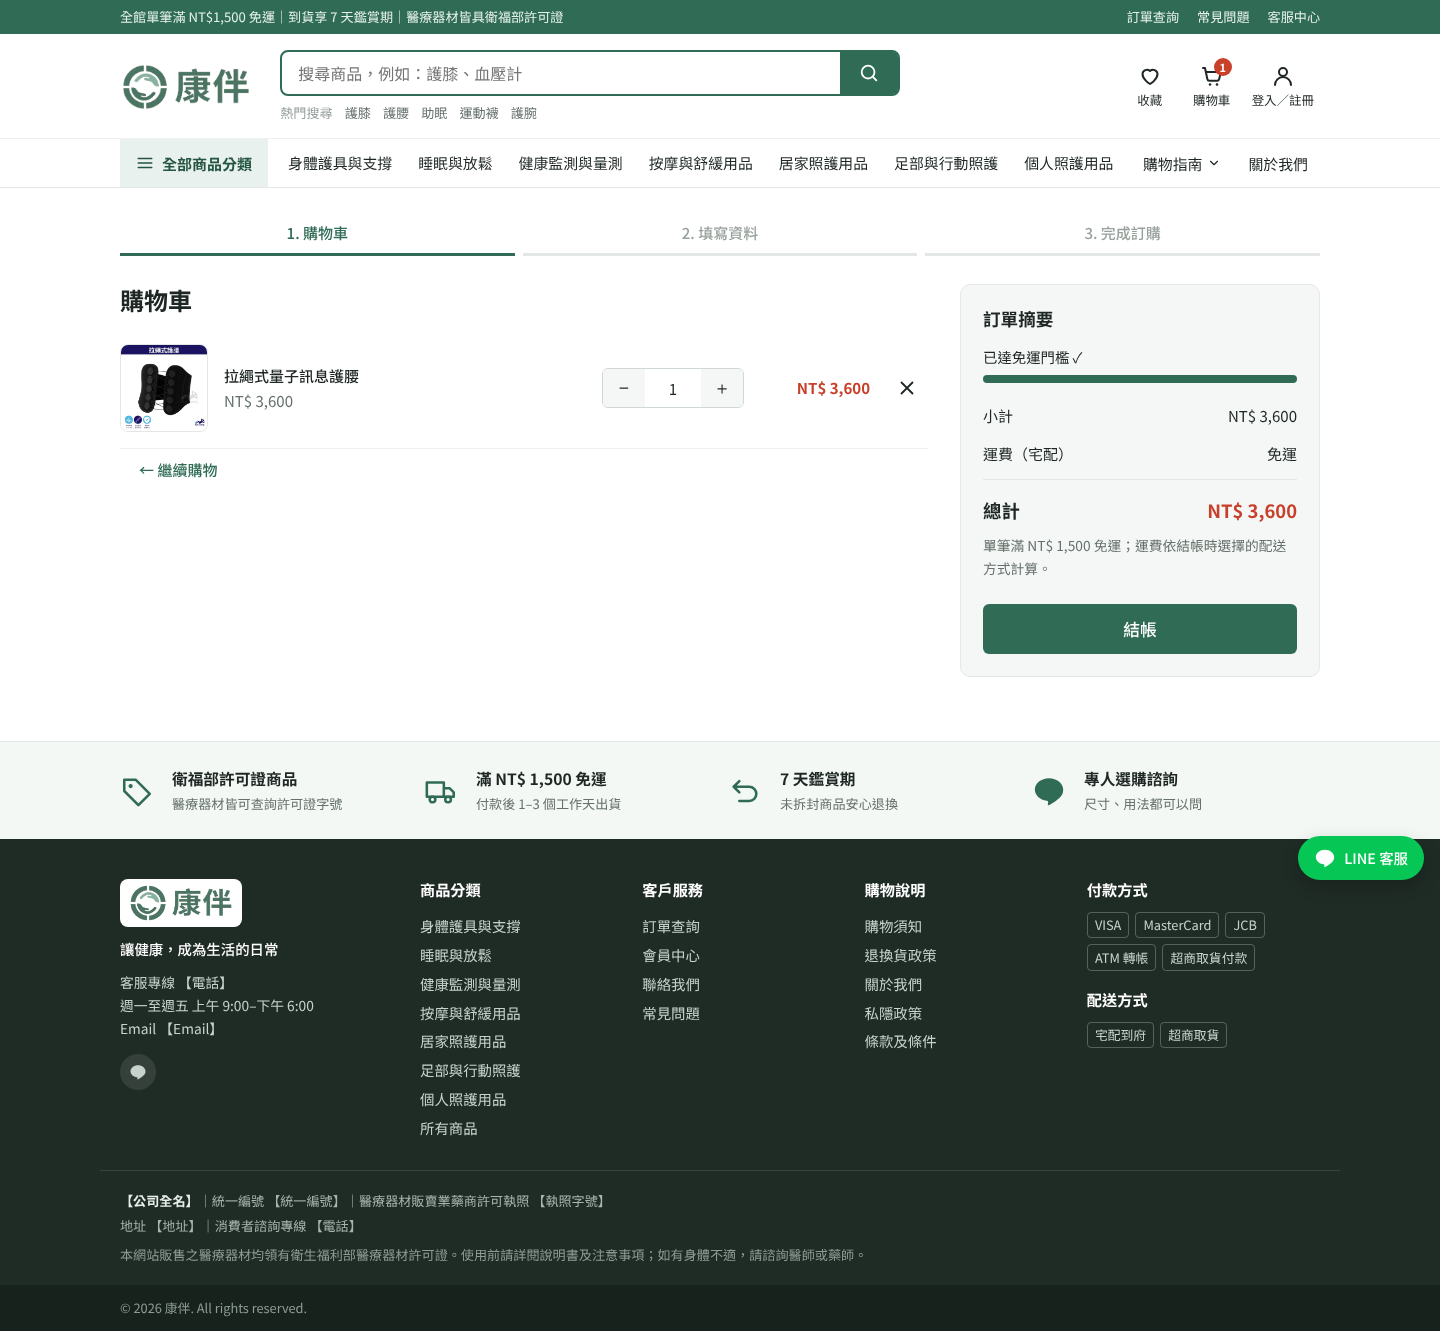 全館單筆滿 NT$1,500 免運｜到貨享 7 天鑑賞期｜醫療器材皆具衛福部許可證
訂單查詢 常見問題 客服中心
康伴
搜尋商品，例如：護膝、血壓計
熱門搜尋 護膝 護腰 助眠 運動襪 護腕
1
收藏 購物車 登入／註冊
全部商品分類 身體護具與支撐 睡眠與放鬆 健康監測與量測 按摩與舒緩用品 居家照護用品 足部與行動照護 個人照護用品 購物指南 關於我們
1. 購物車 2. 填寫資料 3. 完成訂購
購物車
拉繩式護腰
拉繩式量子訊息護腰
NT$ 3,600
− 1 + NT$ 3,600 ✕
← 繼續購物
訂單摘要
已達免運門檻 ✓
小計 NT$ 3,600
運費（宅配） 免運
總計 NT$ 3,600
單筆滿 NT$ 1,500 免運；運費依結帳時選擇的配送
方式計算。
結帳
衛福部許可證商品
醫療器材皆可查詢許可證字號
滿 NT$ 1,500 免運
付款後 1–3 個工作天出貨
7 天鑑賞期
未拆封商品安心退換
專人選購諮詢
尺寸、用法都可以問
LINE 客服
康伴
讓健康，成為生活的日常
客服專線 【電話】
週一至週五 上午 9:00–下午 6:00
Email 【Email】
商品分類
身體護具與支撐
睡眠與放鬆
健康監測與量測
按摩與舒緩用品
居家照護用品
足部與行動照護
個人照護用品
所有商品
客戶服務
訂單查詢
會員中心
聯絡我們
常見問題
購物說明
購物須知
退換貨政策
關於我們
私隱政策
條款及條件
付款方式
VISA MasterCard JCB
ATM 轉帳 超商取貨付款
配送方式
宅配到府 超商取貨
【公司全名】｜統一編號 【統一編號】｜醫療器材販賣業藥商許可執照 【執照字號】
地址 【地址】｜消費者諮詢專線 【電話】
本網站販售之醫療器材均領有衛生福利部醫療器材許可證。使用前請詳閱說明書及注意事項；如有身體不適，請諮詢醫師或藥師。
© 2026 康伴. All rights reserved.